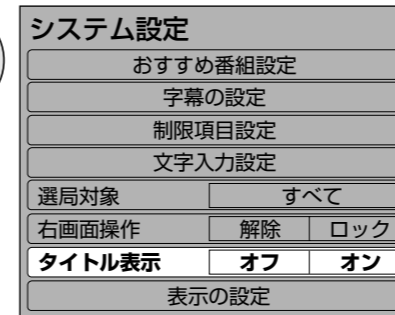 システム設定
おすすめ番組設定
字幕の設定
制限項目設定
文字入力設定
選局対象 すべて
右画面操作 解除 ロック
タイトル表示 オフ オン
表示の設定